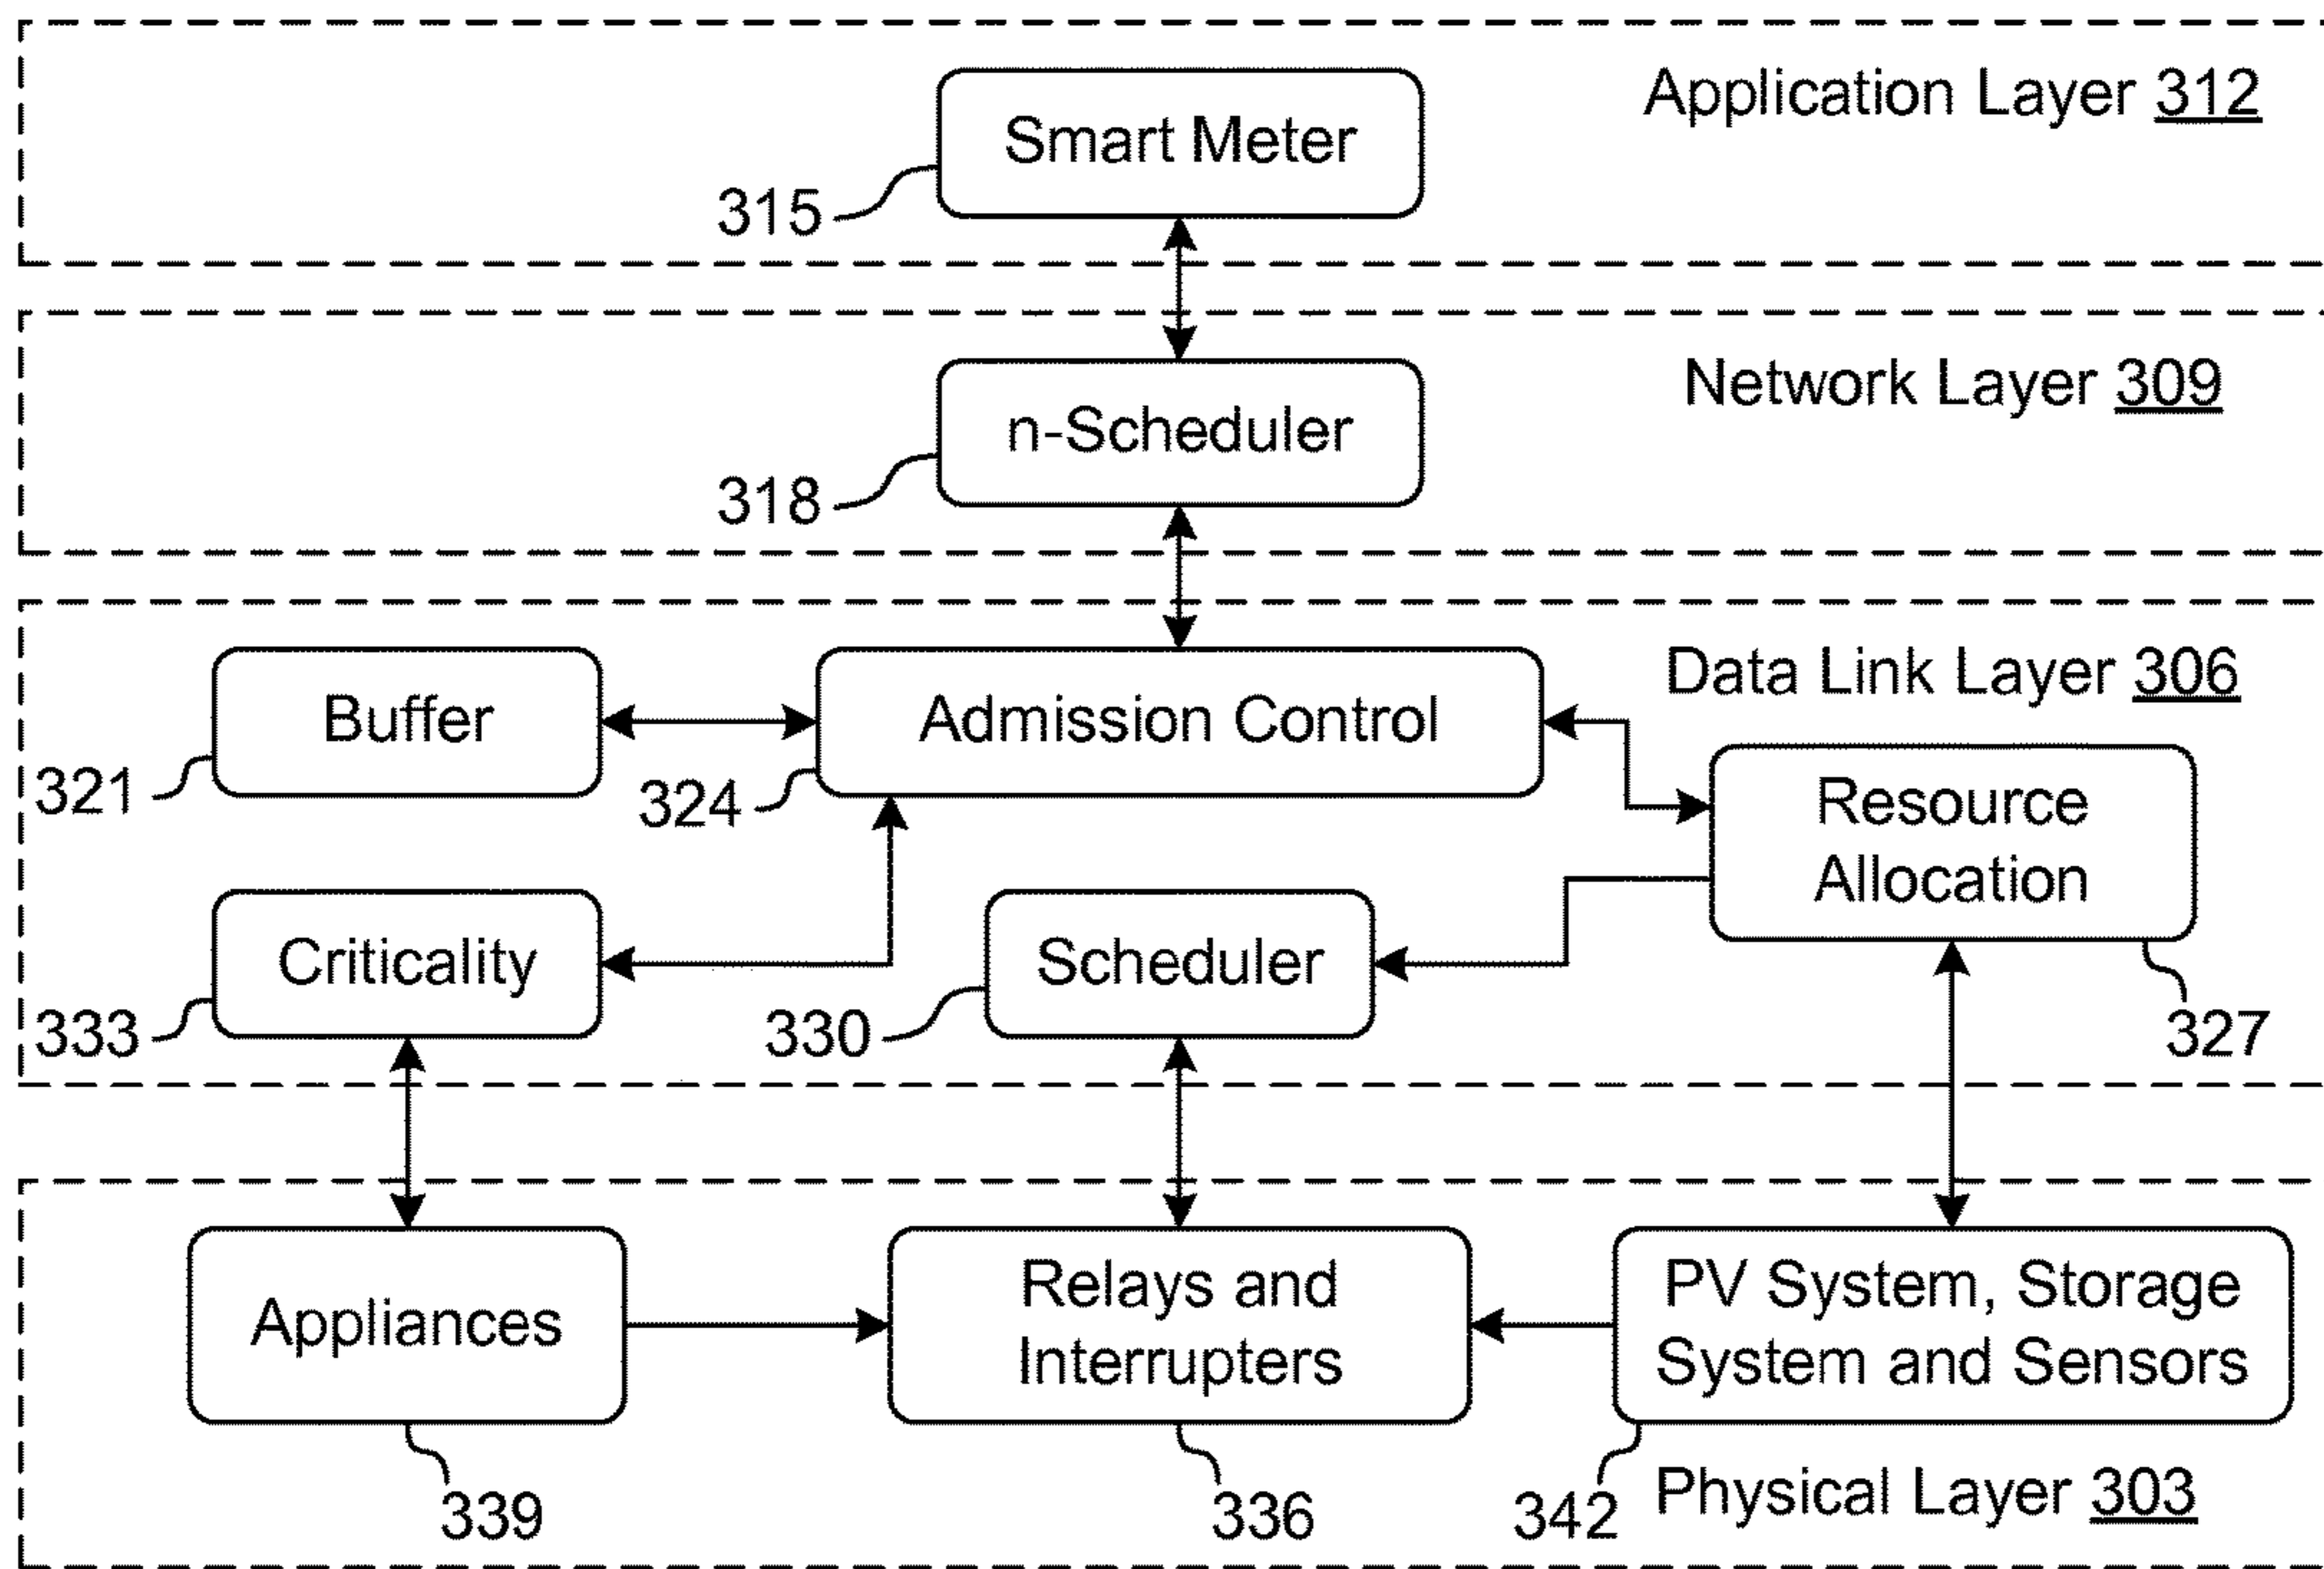 Application Layer 312
Smart Meter
315
Network Layer 309
n-Scheduler
318
Data Link Layer 306
Buffer
Admission Control
321
324
Resource
Allocation
Criticality
Scheduler
333
330
327
Appliances
Relays and
Interrupters
PV System, Storage
System and Sensors
339
336
342
Physical Layer 303